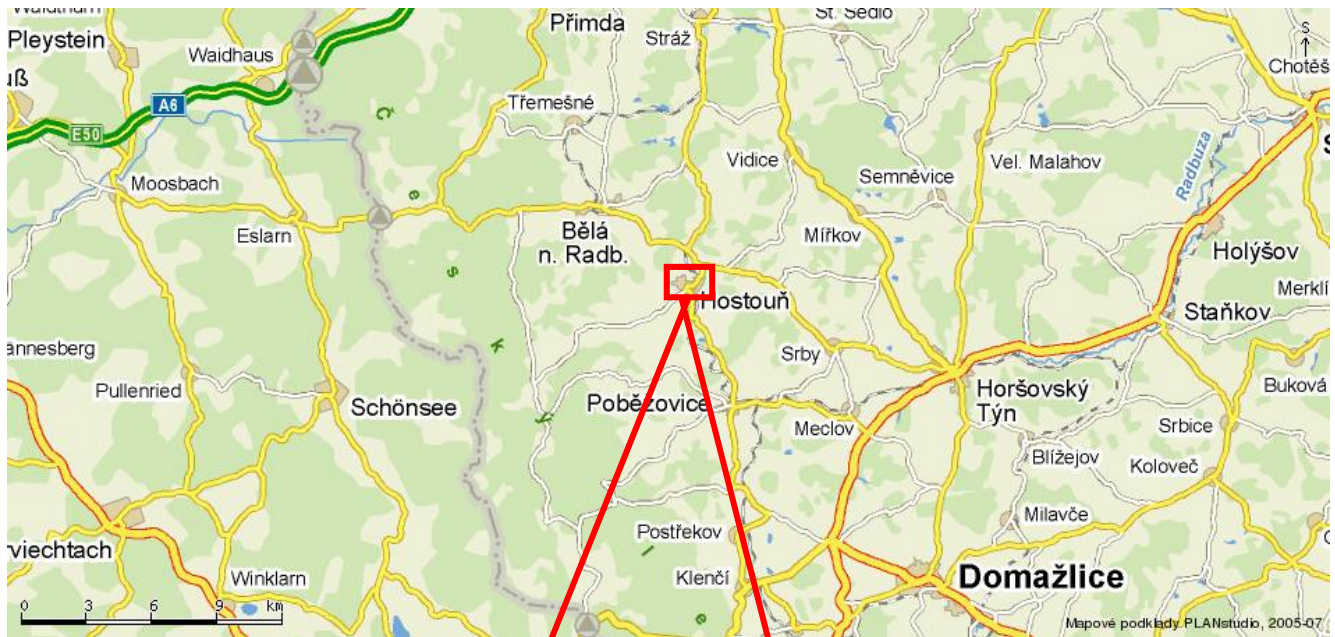 Waidhaus
Přimda
St. Sedlo
Pleystein
Stráž
S
Chotěš
A6
E50
Třemešné
Č
e
s
k
ý
l
e
Radbuza
Vidice
Vel. Malahov
Semněvice
Moosbach
Eslarn
Bělá
n. Radb.
Mířkov
Holýšov
Hostouň
Merklí
Staňkov
annesberg
Srby
Pullenried
Schönsee
Poběžovice
Horšovský
Týn
Buková
Meclov
Srbice
Blížejov
Koloveč
Milavče
Postřekov
rviechtach
Winklarn
Klenčí
Domažlice
0 3 6 9 km
Mapové podklady PLANstudio, 2005-07